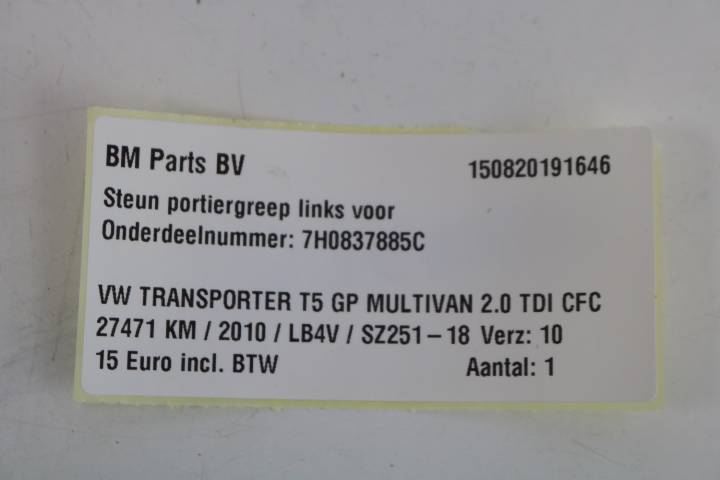 BM Parts BV 150820191646
Steun portiergreep links voor
Onderdeelnummer: 7H0837885C
VW TRANSPORTER T5 GP MULTIVAN 2.0 TDI CFC
27471 KM / 2010 / LB4V / SZ251-18 Verz: 10
15 Euro incl. BTW Aantal: 1